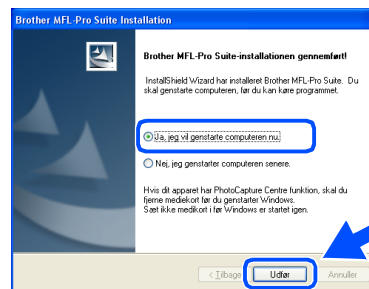 Brother MFL-Pro Suite Installation
Brother MFL-Pro Suite-installationen gennemført!
InstallShield Wizard har installeret Brother MFL-Pro Suite. Du
skal genstarte computeren, før du kan køre programmet.
Ja, jeg vil genstarte computeren nu.
Nej, jeg genstarter computeren senere.
Hvis dit apparat har PhotoCapture Centre funktion, skal du
fjerne mediekort før du genstarter Windows.
Sæt ikke medikort i før Windows er startet igen.
< Tilbage
Udfør
Annuller